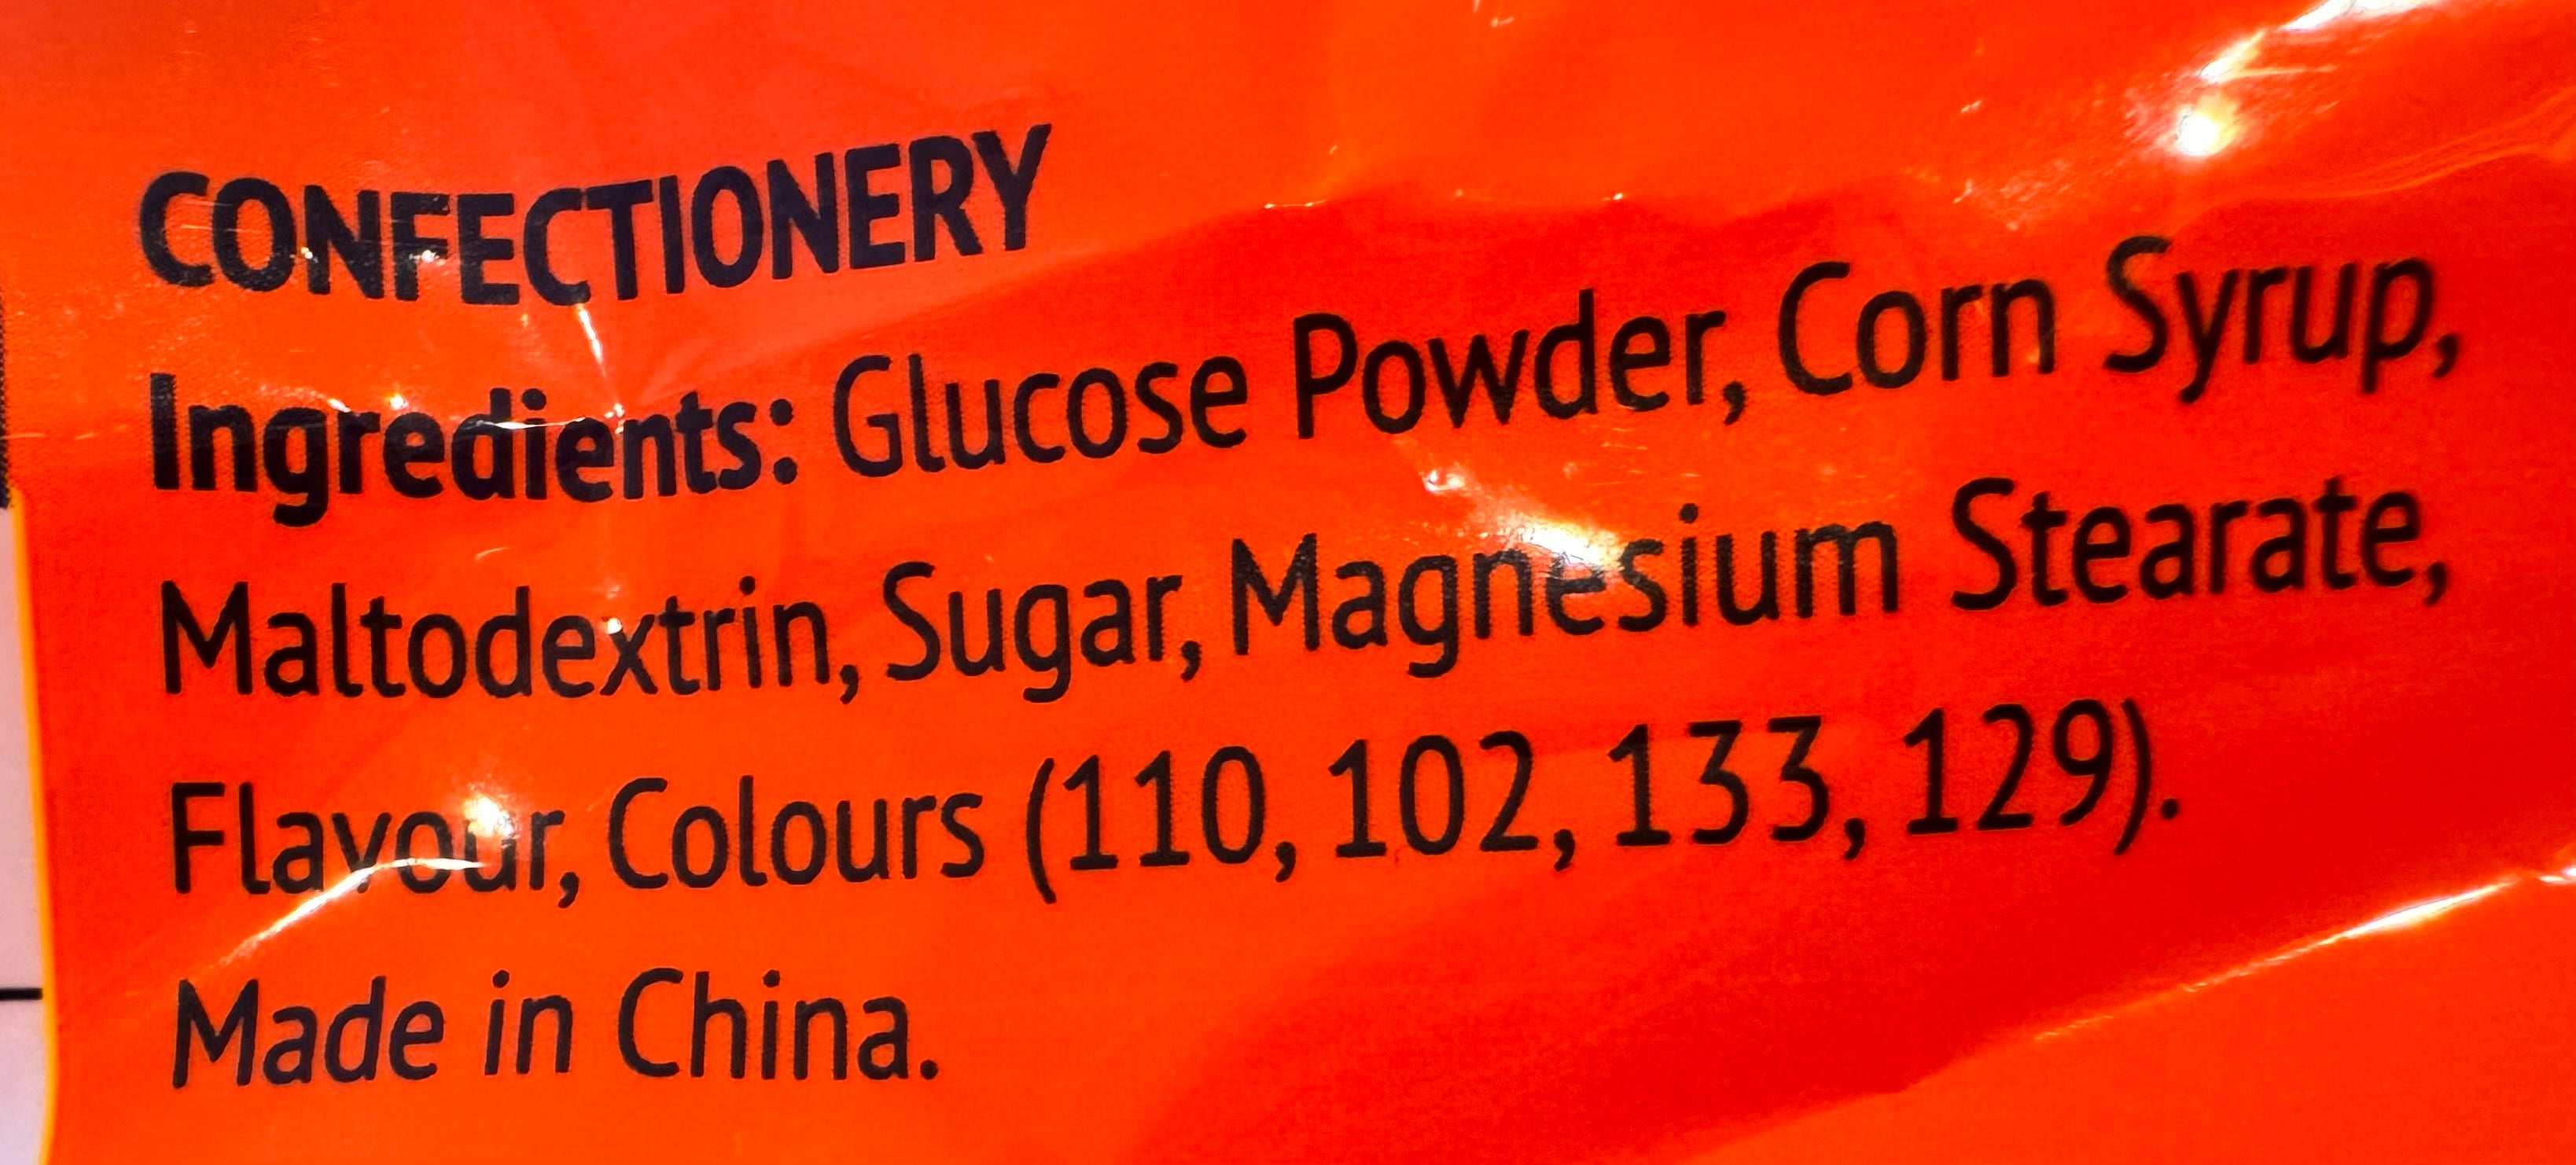 CONFECTIONERY
Ingredients: Glucose Powder, Corn Syrup,
Maltodextrin, Sugar, Magnesium Stearate,
Flavour, Colours (110, 102, 133, 129).
Made in China.